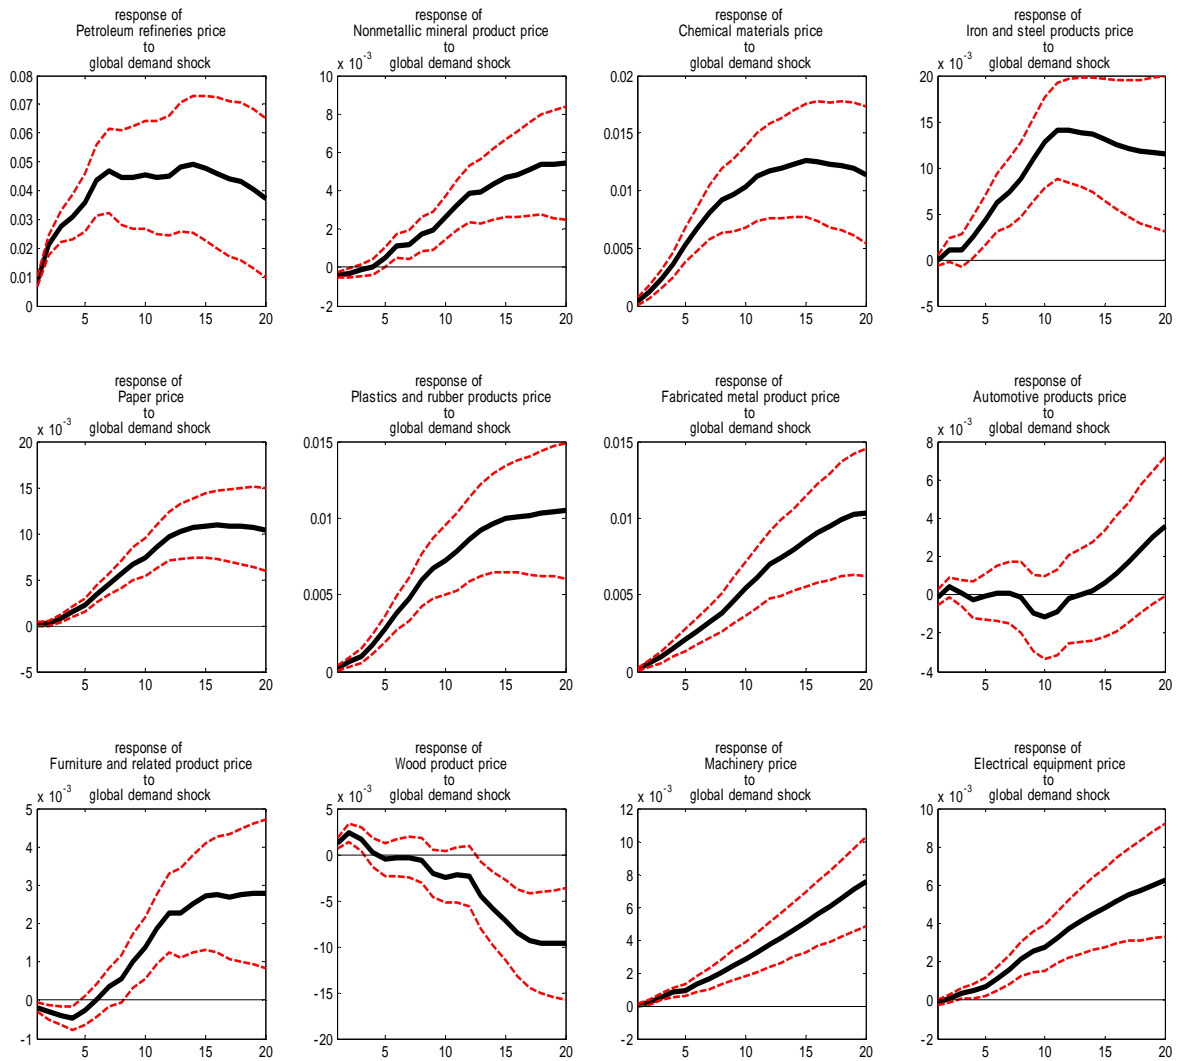 response of
Petroleum refineries price
to
global demand shock
0.08
0.07
0.06
0.05
0.04
0.03
0.02
0.01
0
5 10 15 20
response of
Nonmetallic mineral product price
to
global demand shock
x 10^-3
10
8
6
4
2
0
-2
5 10 15 20
response of
Chemical materials price
to
global demand shock
0.02
0.015
0.01
0.005
0
5 10 15 20
response of
Iron and steel products price
to
global demand shock
x 10^-3
20
15
10
5
0
-5
5 10 15 20
response of
Paper price
to
global demand shock
x 10^-3
20
15
10
5
0
-5
5 10 15 20
response of
Plastics and rubber products price
to
global demand shock
0.015
0.01
0.005
0
5 10 15 20
response of
Fabricated metal product price
to
global demand shock
0.015
0.01
0.005
0
5 10 15 20
response of
Automotive products price
to
global demand shock
x 10^-3
8
6
4
2
0
-2
-4
5 10 15 20
response of
Furniture and related product price
to
global demand shock
x 10^-3
5
4
3
2
1
0
-1
5 10 15 20
response of
Wood product price
to
global demand shock
x 10^-3
5
0
-5
-10
-15
-20
5 10 15 20
response of
Machinery price
to
global demand shock
x 10^-3
12
10
8
6
4
2
0
-2
5 10 15 20
response of
Electrical equipment price
to
global demand shock
x 10^-3
10
8
6
4
2
0
-2
5 10 15 20